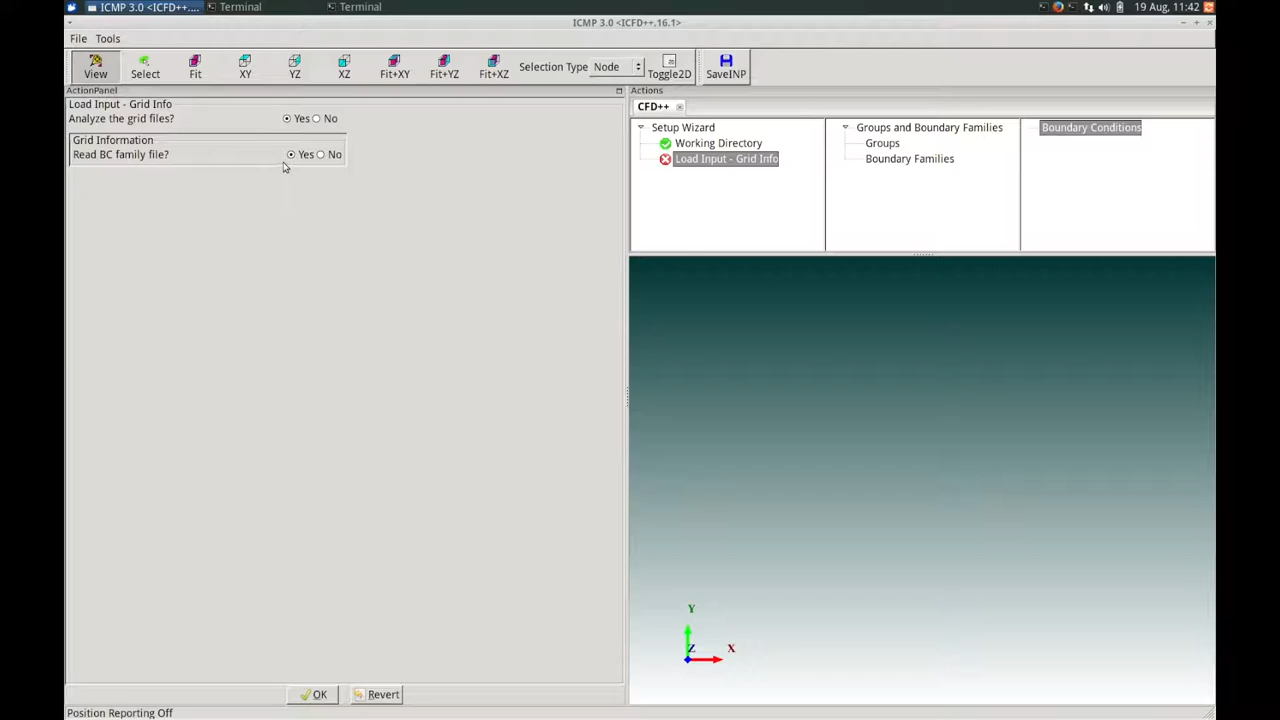 ICMP 3.0 <ICFD++.... Terminal Terminal 19 Aug, 11:42
ICMP 3.0 <ICFD++.16.1>
File Tools
View Select Fit XY YZ XZ Fit+XY Fit+YZ Fit+XZ Selection Type Node Toggle2D SaveINP
ActionPanel
Load Input - Grid Info
Analyze the grid files? Yes No
Grid Information
Read BC family file? Yes No
Actions
CFD++
Setup Wizard
Working Directory
Load Input - Grid Info
Groups and Boundary Families
Groups
Boundary Families
Boundary Conditions
Y
Z X
OK Revert
Position Reporting Off